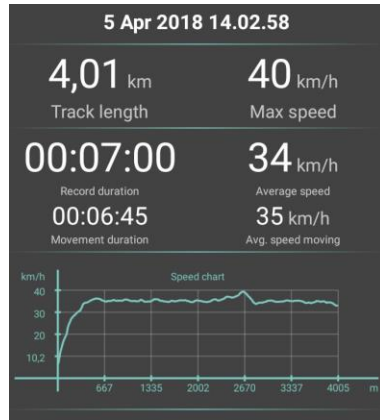 5 Apr 2018 14.02.58
4,01 km 40 km/h
Track length Max speed
00:07:00 34 km/h
Record duration Average speed
00:06:45 35 km/h
Movement duration Avg. speed moving
km/h Speed chart
40
30
20
10,2
667 1335 2002 2670 3337 4005 m